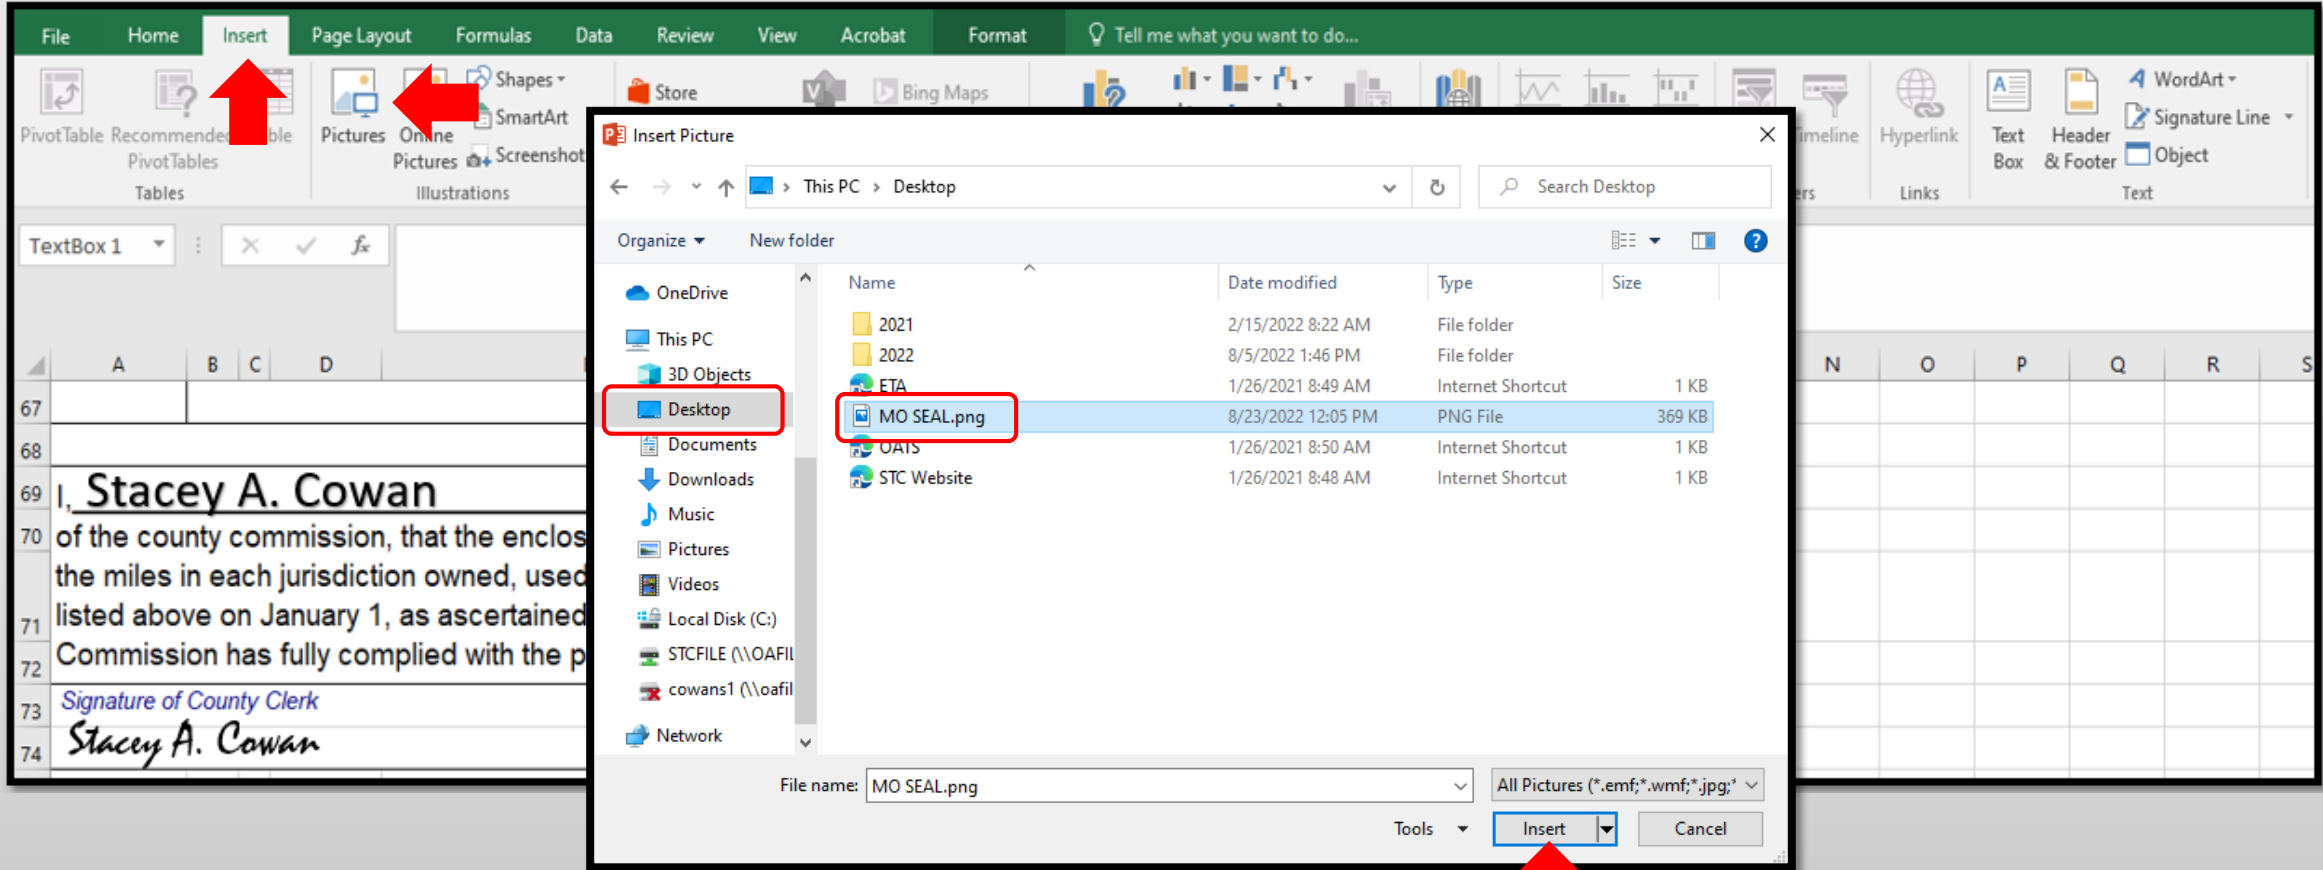 File Home Insert Page Layout Formulas Data Review View Acrobat Format Tell me what you want to do...
PivotTable Recommended PivotTables
Tables
Pictures Online Pictures
Shapes
SmartArt
Screenshot
Illustrations
Store
Bing Maps
Timeline
Hyperlink
Links
Text Box
Header & Footer
WordArt
Signature Line
Object
Text
TextBox 1
fx
A B C D N O P Q R S
67
68
69 I, Stacey A. Cowan
70 of the county commission, that the enclos
the miles in each jurisdiction owned, used
71 listed above on January 1, as ascertained
72 Commission has fully complied with the p
73 Signature of County Clerk
74 Stacey A. Cowan
Insert Picture
This PC > Desktop
Search Desktop
Organize New folder
OneDrive
This PC
3D Objects
Desktop
Documents
Downloads
Music
Pictures
Videos
Local Disk (C:)
STCFILE (\\OAFIL
cowans1 (\\oafil
Network
Name Date modified Type Size
2021 2/15/2022 8:22 AM File folder
2022 8/5/2022 1:46 PM File folder
ETA 1/26/2021 8:49 AM Internet Shortcut 1 KB
MO SEAL.png 8/23/2022 12:05 PM PNG File 369 KB
OATS 1/26/2021 8:50 AM Internet Shortcut 1 KB
STC Website 1/26/2021 8:48 AM Internet Shortcut 1 KB
File name: MO SEAL.png All Pictures (*.emf;*.wmf;*.jpg;*
Tools Insert Cancel